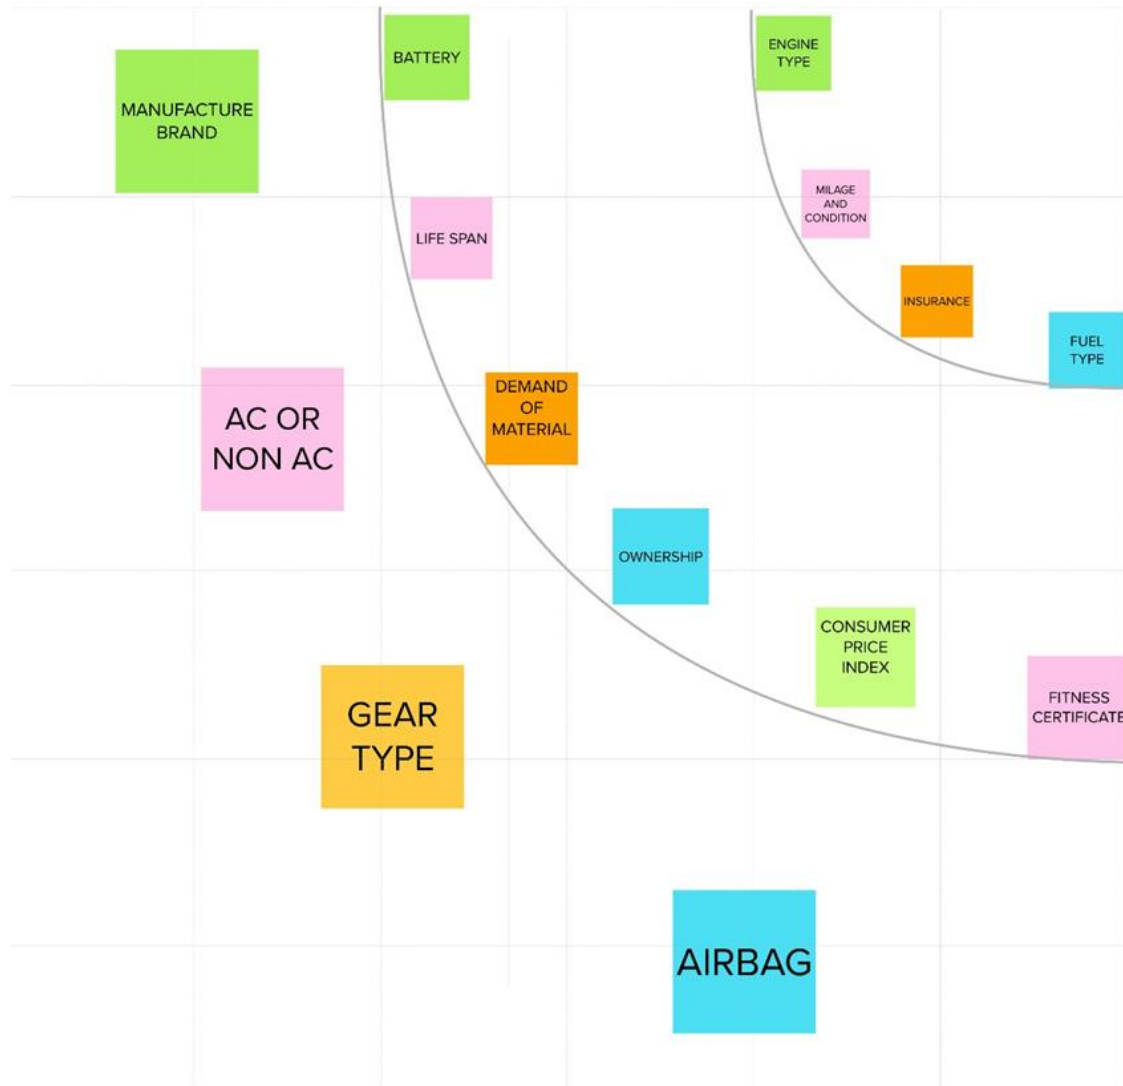 BATTERY
ENGINE
TYPE
MANUFACTURE
BRAND
MILAGE
AND
CONDITION
LIFE SPAN
INSURANCE
FUEL
TYPE
DEMAND
OF
MATERIAL
AC OR
NON AC
OWNERSHIP
CONSUMER
PRICE
INDEX
FITNESS
CERTIFICATE
GEAR
TYPE
AIRBAG